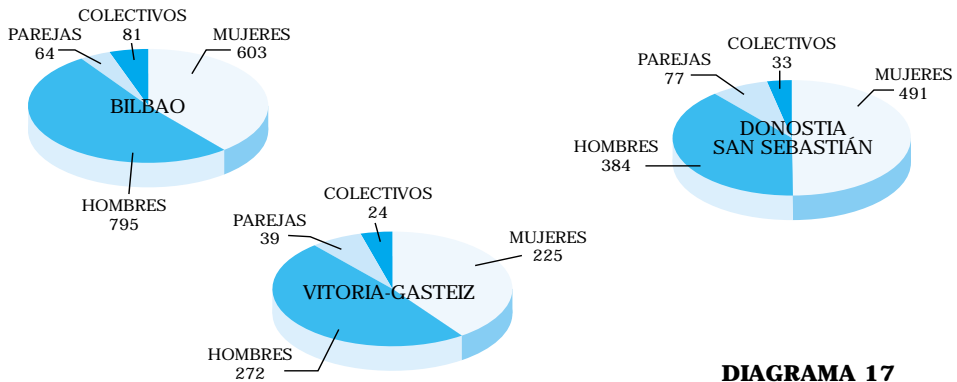 COLECTIVOS
81
PAREJAS
64
MUJERES
603
BILBAO
HOMBRES
795
COLECTIVOS
33
PAREJAS
77
MUJERES
491
DONOSTIA
SAN SEBASTIÁN
HOMBRES
384
COLECTIVOS
24
PAREJAS
39
MUJERES
225
VITORIA-GASTEIZ
HOMBRES
272
DIAGRAMA 17